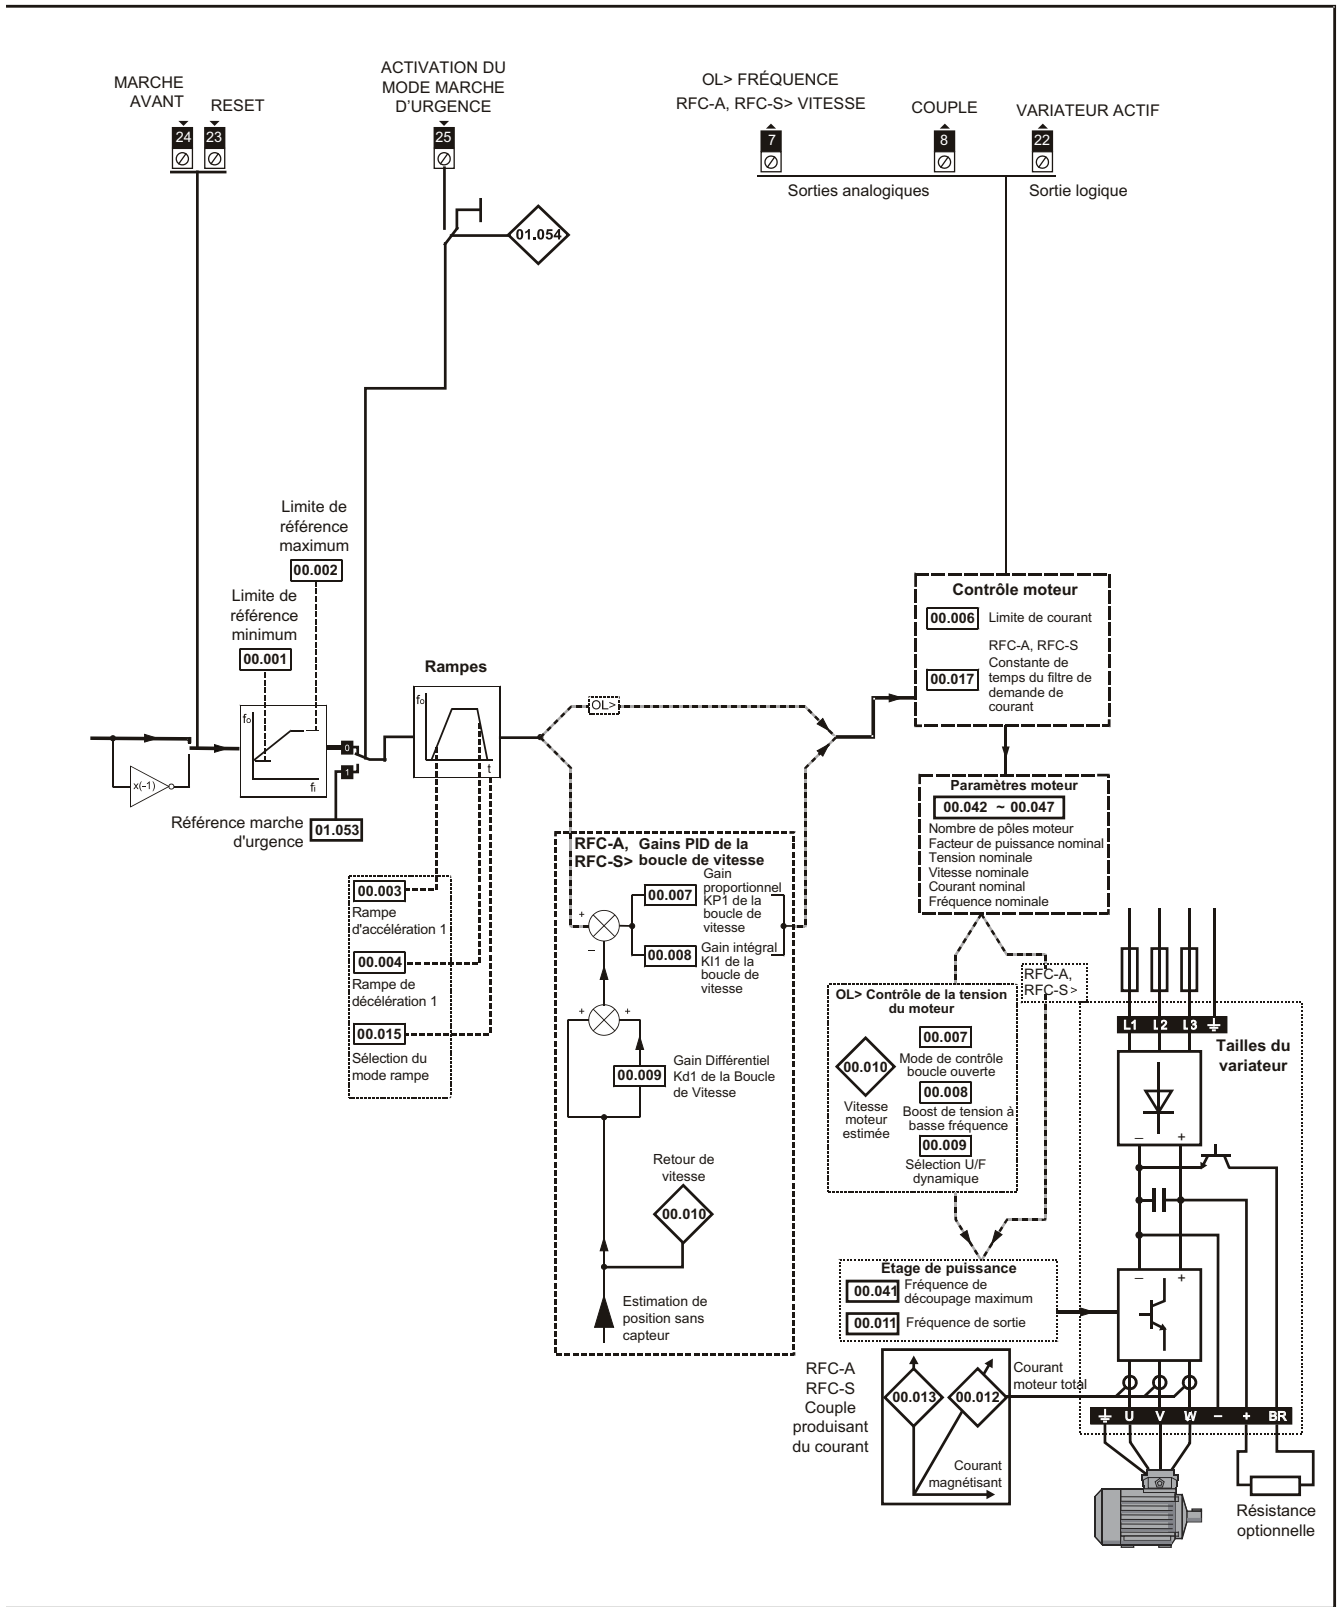 MARCHE
AVANT
RESET
24
23
ACTIVATION DU
MODE MARCHE
D'URGENCE
25
OL> FRÉQUENCE
RFC-A, RFC-S> VITESSE
7
COUPLE
8
VARIATEUR ACTIF
22
Sorties analogiques
Sortie logique
01.054
Limite de
référence
maximum
00.002
Limite de
référence
minimum
00.001
fo
fi
x(-1)
0
1
Référence marche
d'urgence
01.053
Rampes
fo
t
00.003
Rampe
d'accélération 1
00.004
Rampe de
décélération 1
00.015
Sélection du
mode rampe
OL>
RFC-A,
RFC-S>
Gains PID de la
boucle de vitesse
00.007
Gain
proportionnel
KP1 de la
boucle de
vitesse
00.008
Gain intégral
KI1 de la
boucle de
vitesse
+
–
+
+
00.009
Gain Différentiel
Kd1 de la Boucle
de Vitesse
Retour de
vitesse
00.010
Estimation de
position sans
capteur
Contrôle moteur
00.006
Limite de courant
00.017
RFC-A, RFC-S
Constante de
temps du filtre de
demande de
courant
Paramètres moteur
00.042 ~ 00.047
Nombre de pôles moteur
Facteur de puissance nominal
Tension nominale
Vitesse nominale
Courant nominal
Fréquence nominale
RFC-A,
RFC-S>
OL> Contrôle de la tension
du moteur
00.010
Vitesse
moteur
estimée
00.007
Mode de contrôle
boucle ouverte
00.008
Boost de tension à
basse fréquence
00.009
Sélection U/F
dynamique
Étage de puissance
00.041
Fréquence de
découpage maximum
00.011
Fréquence de sortie
RFC-A
RFC-S
Couple
produisant
du courant
00.013
00.012
Courant
moteur total
Courant
magnétisant
L1 L2 L3
Tailles du
variateur
– +
– +
U V W – + BR
Résistance
optionnelle